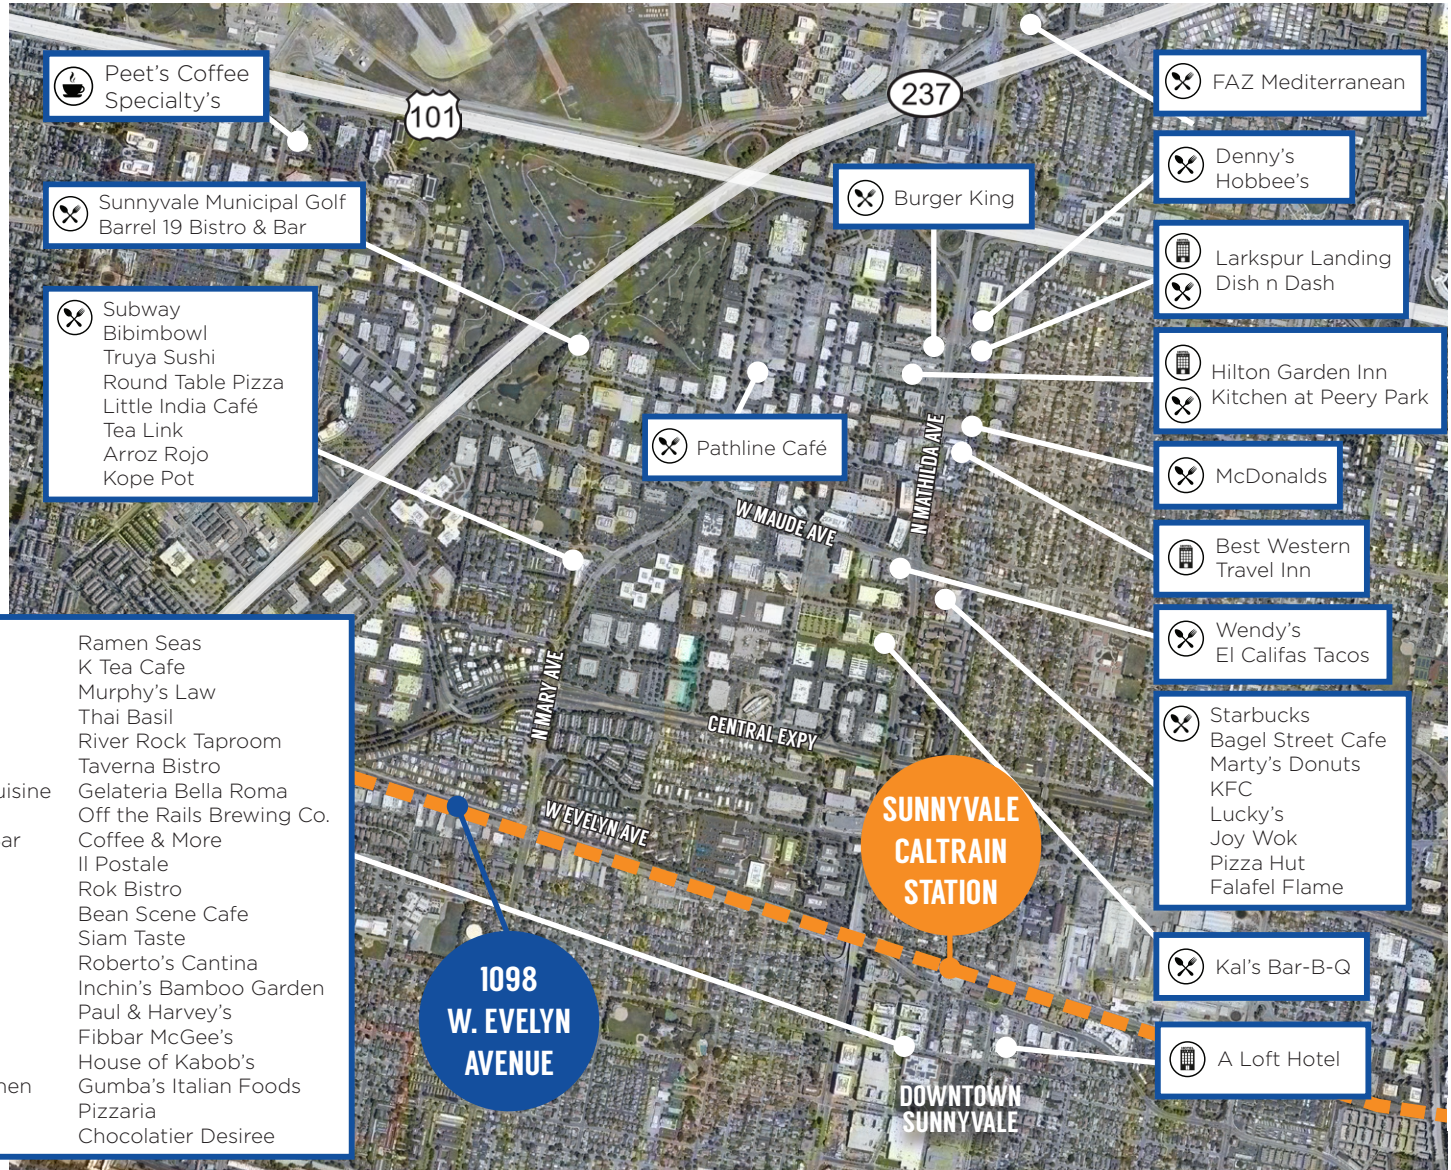 Peet's Coffee
Specialty's
101
237
FAZ Mediterranean
Denny's
Hobbee's
Sunnyvale Municipal Golf
Barrel 19 Bistro & Bar
Burger King
Larkspur Landing
Dish n Dash
Subway
Bibimbowl
Truya Sushi
Round Table Pizza
Little India Café
Tea Link
Arroz Rojo
Kope Pot
Hilton Garden Inn
Kitchen at Peery Park
Pathline Café
N MATHILDA AVE
McDonalds
W MAUDE AVE
Best Western
Travel Inn
Wendy's
El Califas Tacos
N MARY AVE
CENTRAL EXPY
Starbucks
Bagel Street Cafe
Marty's Donuts
KFC
Lucky's
Joy Wok
Pizza Hut
Falafel Flame
Ramen Seas
K Tea Cafe
Murphy's Law
Thai Basil
River Rock Taproom
Taverna Bistro
uisine Gelateria Bella Roma
Off the Rails Brewing Co.
ar Coffee & More
Il Postale
Rok Bistro
Bean Scene Cafe
Siam Taste
Roberto's Cantina
Inchin's Bamboo Garden
Paul & Harvey's
Fibbar McGee's
House of Kabob's
hen Gumba's Italian Foods
Pizzaria
Chocolatier Desiree
W EVELYN AVE
SUNNYVALE
CALTRAIN
STATION
1098
W. EVELYN
AVENUE
Kal's Bar-B-Q
A Loft Hotel
DOWNTOWN
SUNNYVALE